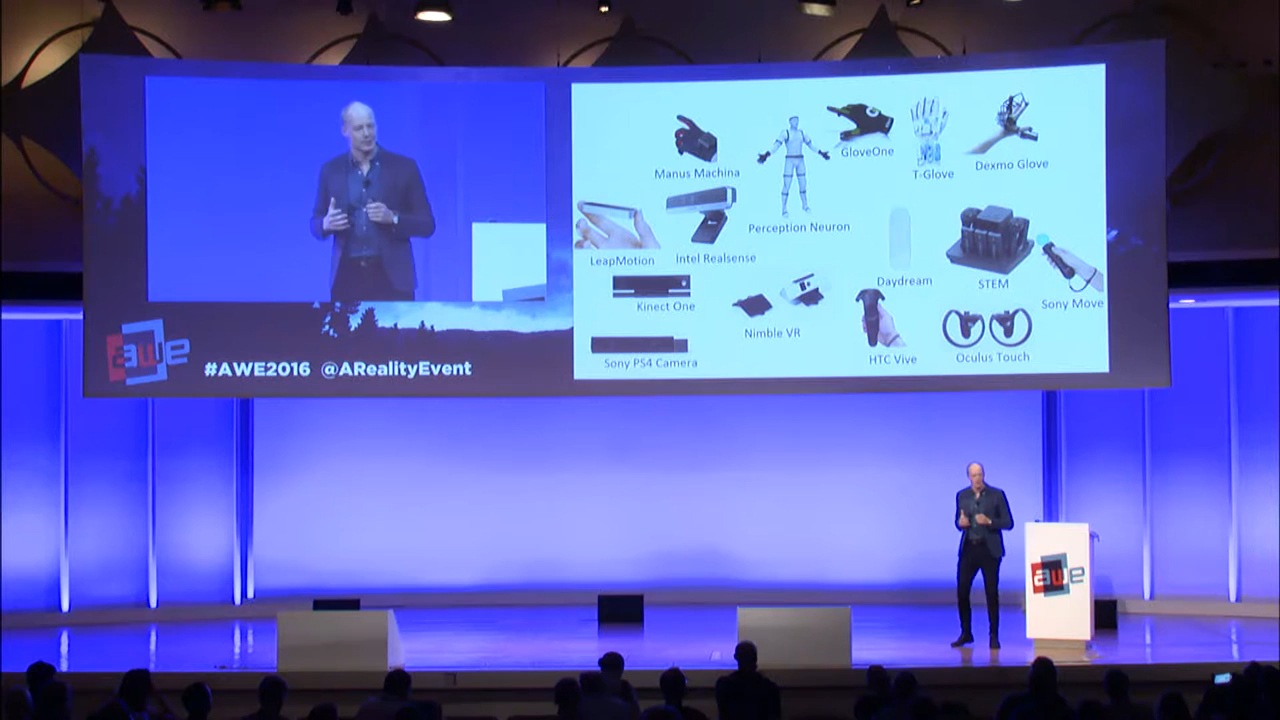 GloveOne
Manus Machina
T-Glove
Dexmo Glove
Perception Neuron
LeapMotion
Intel Realsense
Daydream
STEM
Kinect One
Sony Move
Nimble VR
Sony PS4 Camera
HTC Vive
Oculus Touch
awe
#AWE2016 @ARealityEvent
awe